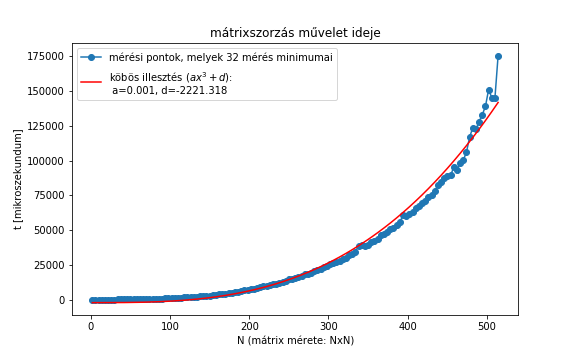 mátrixszorzás művelet ideje
mérési pontok, melyek 32 mérés minimumai
köbös illesztés (ax³ + d):
a=0.001, d=-2221.318
t [mikroszekundum]
175000
150000
125000
100000
75000
50000
25000
0
0 100 200 300 400 500
N (mátrix mérete: NxN)